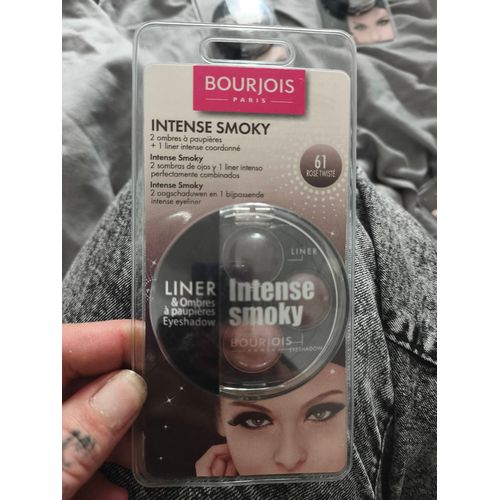 BOURJOIS
PARIS
INTENSE SMOKY
2 ombres à paupières
+ 1 liner intense coordonné
Intense Smoky
2 sombras de ojos y 1 liner intenso
perfectamente combinados
Intense Smoky
2 oogschaduwen en 1 bijpassende
intense eyeliner
61
ROSE TWISTÉ
LINER
LINER
& Ombres
à paupières
Eyeshadow
Intense
smoky
BOURJOIS
PARIS
EYESHADOW